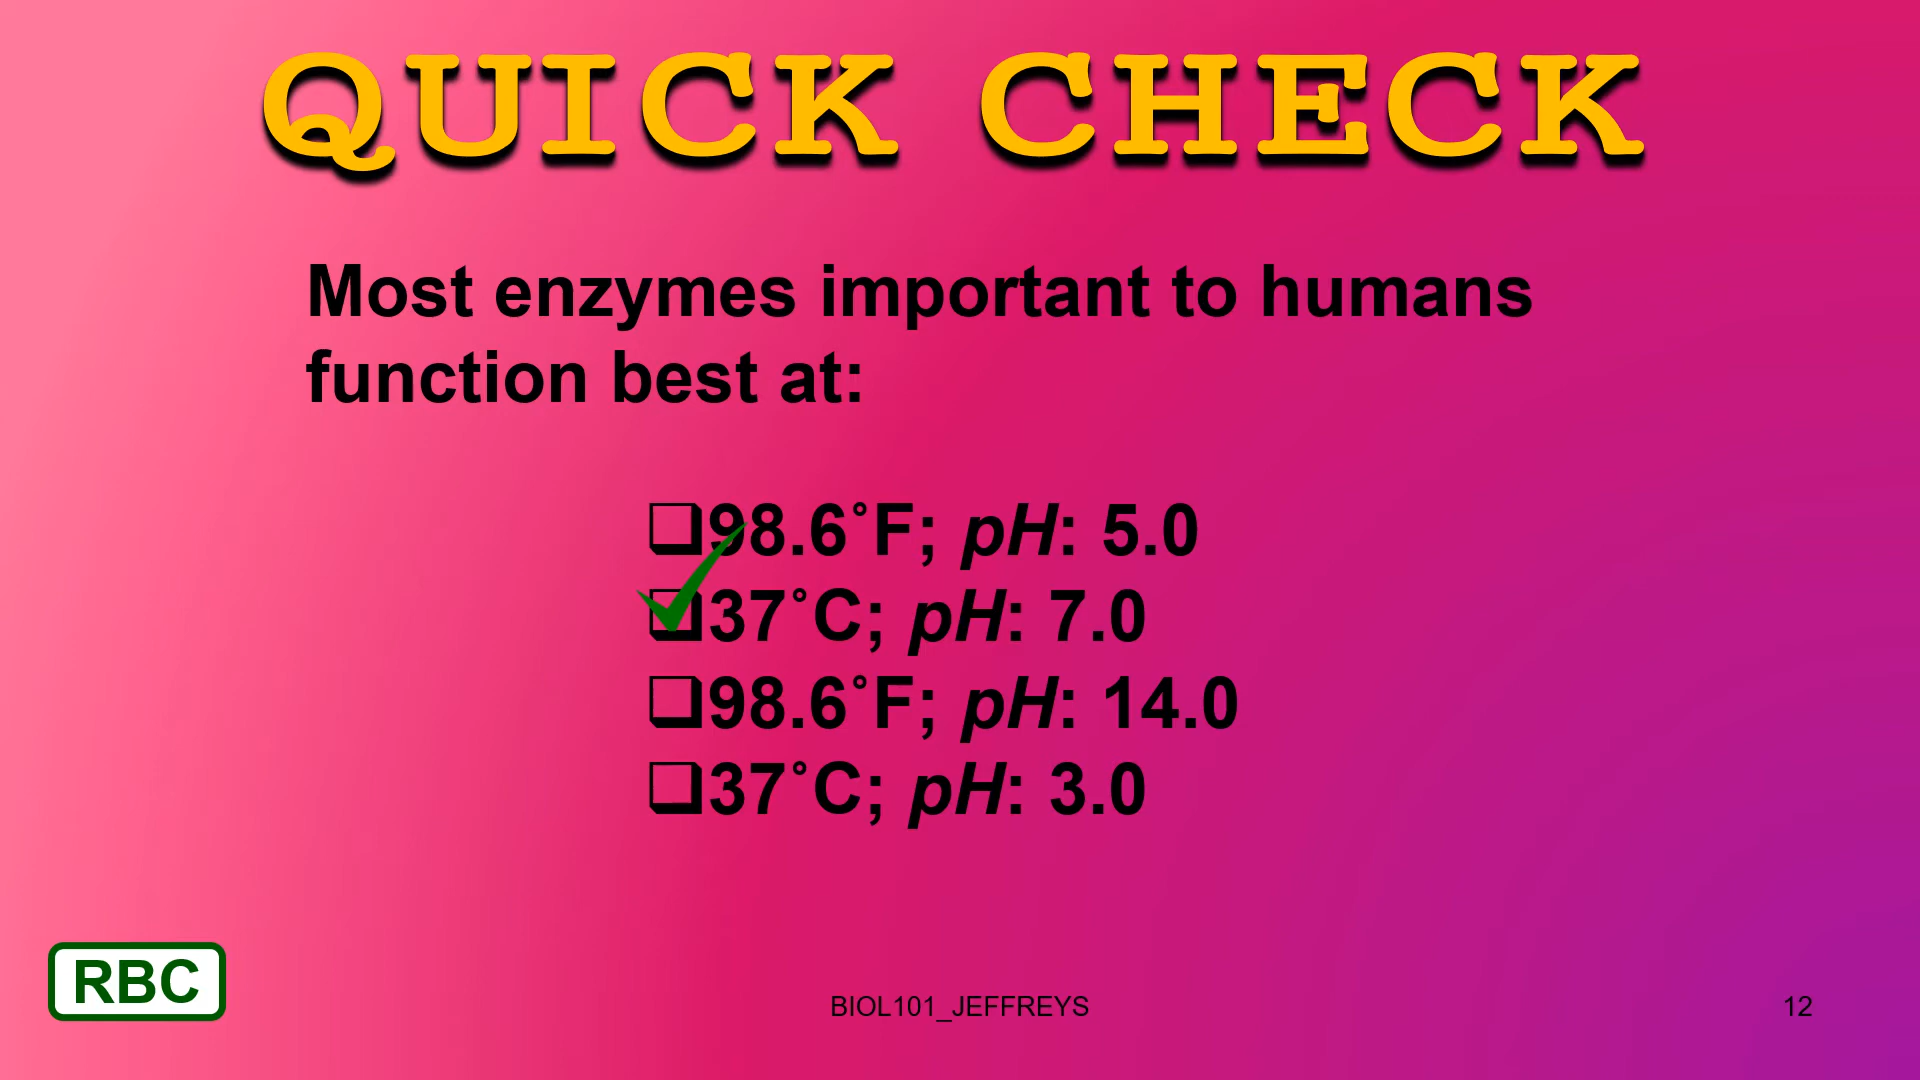 QUICK CHECK
Most enzymes important to humans
function best at:
❑98.6˚F; pH: 5.0
❑37˚C; pH: 7.0
❑98.6˚F; pH: 14.0
❑37˚C; pH: 3.0
RBC
BIOL101_JEFFREYS
12